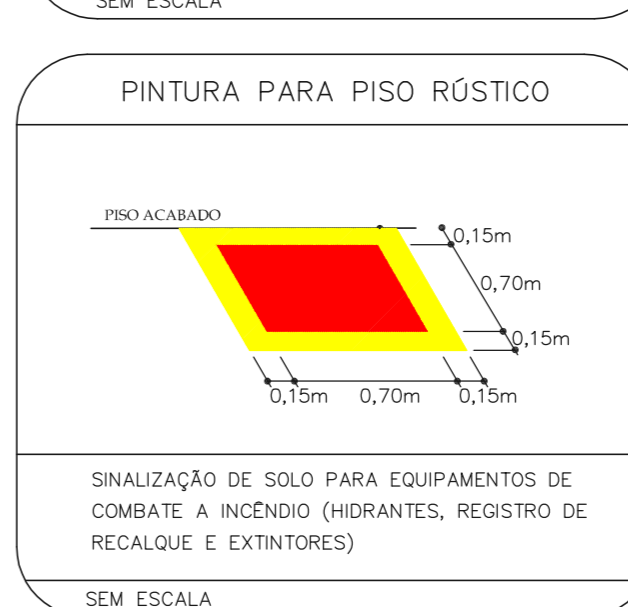 SEM ESCALA
PINTURA PARA PISO RÚSTICO
PISO ACABADO
0,15m
0,70m
0,15m
0,15m 0,70m 0,15m
SINALIZAÇÃO DE SOLO PARA EQUIPAMENTOS DE
COMBATE A INCÊNDIO (HIDRANTES, REGISTRO DE
RECALQUE E EXTINTORES)
SEM ESCALA